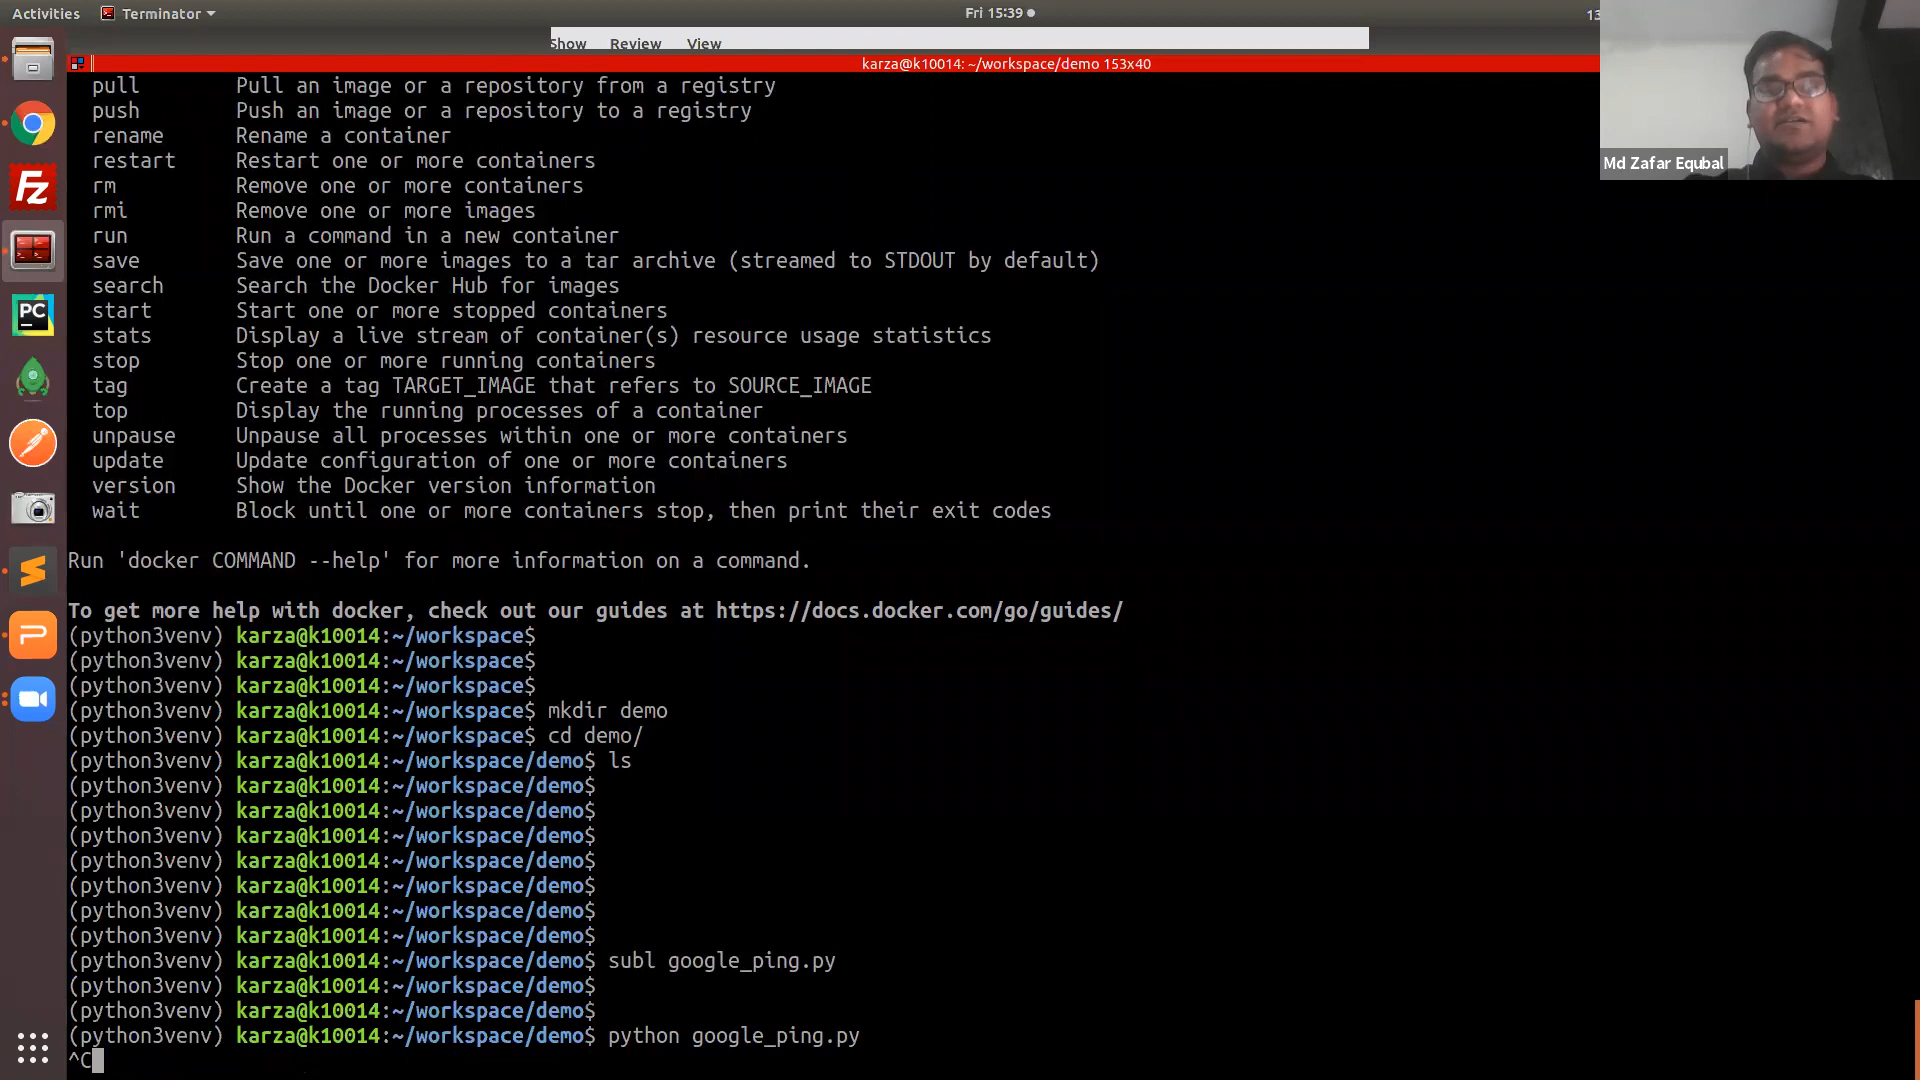 Activities
Terminator
Fri 15:39
13
Show Review View
karza@k10014: ~/workspace/demo 153x40
Md Zafar Equbal
pull Pull an image or a repository from a registry
push Push an image or a repository to a registry
rename Rename a container
restart Restart one or more containers
rm Remove one or more containers
rmi Remove one or more images
run Run a command in a new container
save Save one or more images to a tar archive (streamed to STDOUT by default)
search Search the Docker Hub for images
start Start one or more stopped containers
stats Display a live stream of container(s) resource usage statistics
stop Stop one or more running containers
tag Create a tag TARGET_IMAGE that refers to SOURCE_IMAGE
top Display the running processes of a container
unpause Unpause all processes within one or more containers
update Update configuration of one or more containers
version Show the Docker version information
wait Block until one or more containers stop, then print their exit codes
Run 'docker COMMAND --help' for more information on a command.
To get more help with docker, check out our guides at https://docs.docker.com/go/guides/
(python3venv) karza@k10014:~/workspace$
(python3venv) karza@k10014:~/workspace$
(python3venv) karza@k10014:~/workspace$
(python3venv) karza@k10014:~/workspace$ mkdir demo
(python3venv) karza@k10014:~/workspace$ cd demo/
(python3venv) karza@k10014:~/workspace/demo$ ls
(python3venv) karza@k10014:~/workspace/demo$
(python3venv) karza@k10014:~/workspace/demo$
(python3venv) karza@k10014:~/workspace/demo$
(python3venv) karza@k10014:~/workspace/demo$
(python3venv) karza@k10014:~/workspace/demo$
(python3venv) karza@k10014:~/workspace/demo$
(python3venv) karza@k10014:~/workspace/demo$
(python3venv) karza@k10014:~/workspace/demo$ subl google_ping.py
(python3venv) karza@k10014:~/workspace/demo$
(python3venv) karza@k10014:~/workspace/demo$
(python3venv) karza@k10014:~/workspace/demo$ python google_ping.py
^C
Fz
PC